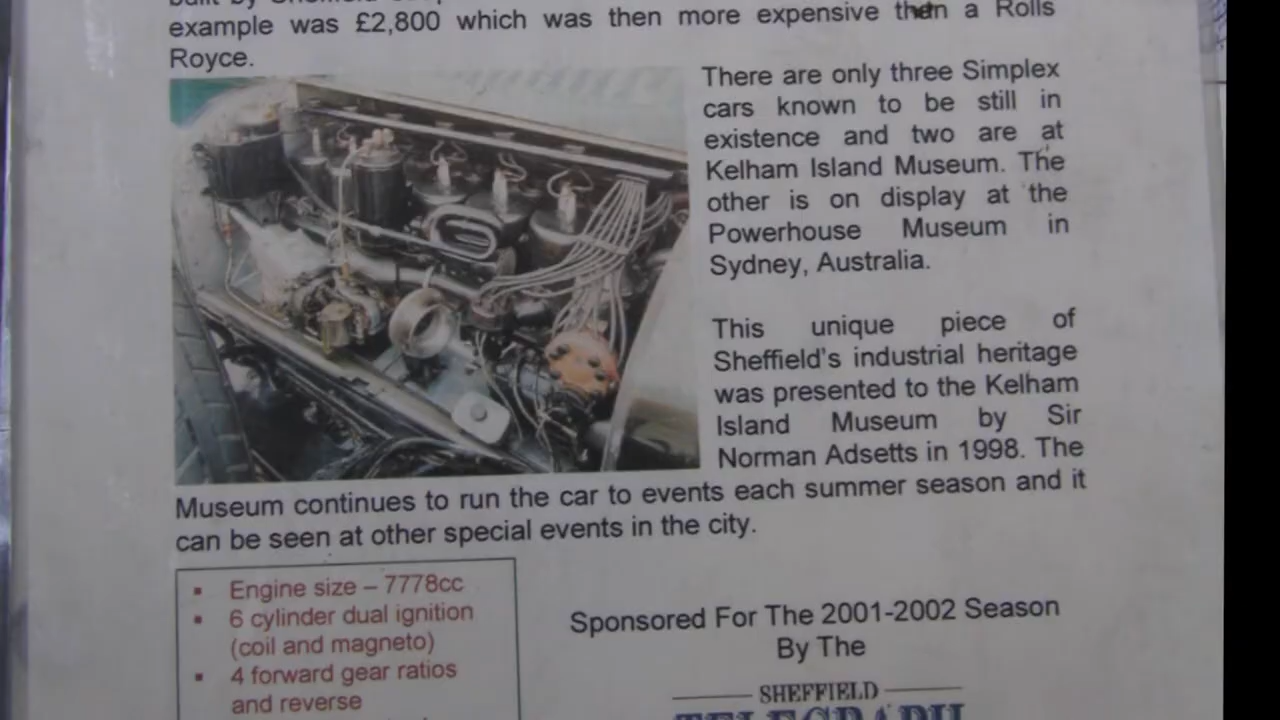 built by Sheffield
example was £2,800 which was then more expensive than a Rolls
Royce.
There are only three Simplex
cars known to be still in
existence and two are at
Kelham Island Museum. The
other is on display at the
Powerhouse Museum in
Sydney, Australia.
This unique piece of
Sheffield's industrial heritage
was presented to the Kelham
Island Museum by Sir
Norman Adsetts in 1998. The
Museum continues to run the car to events each summer season and it
can be seen at other special events in the city.
▪ Engine size – 7778cc
▪ 6 cylinder dual ignition
(coil and magneto)
▪ 4 forward gear ratios
and reverse
Sponsored For The 2001-2002 Season
By The
SHEFFIELD
TELEGRAPH